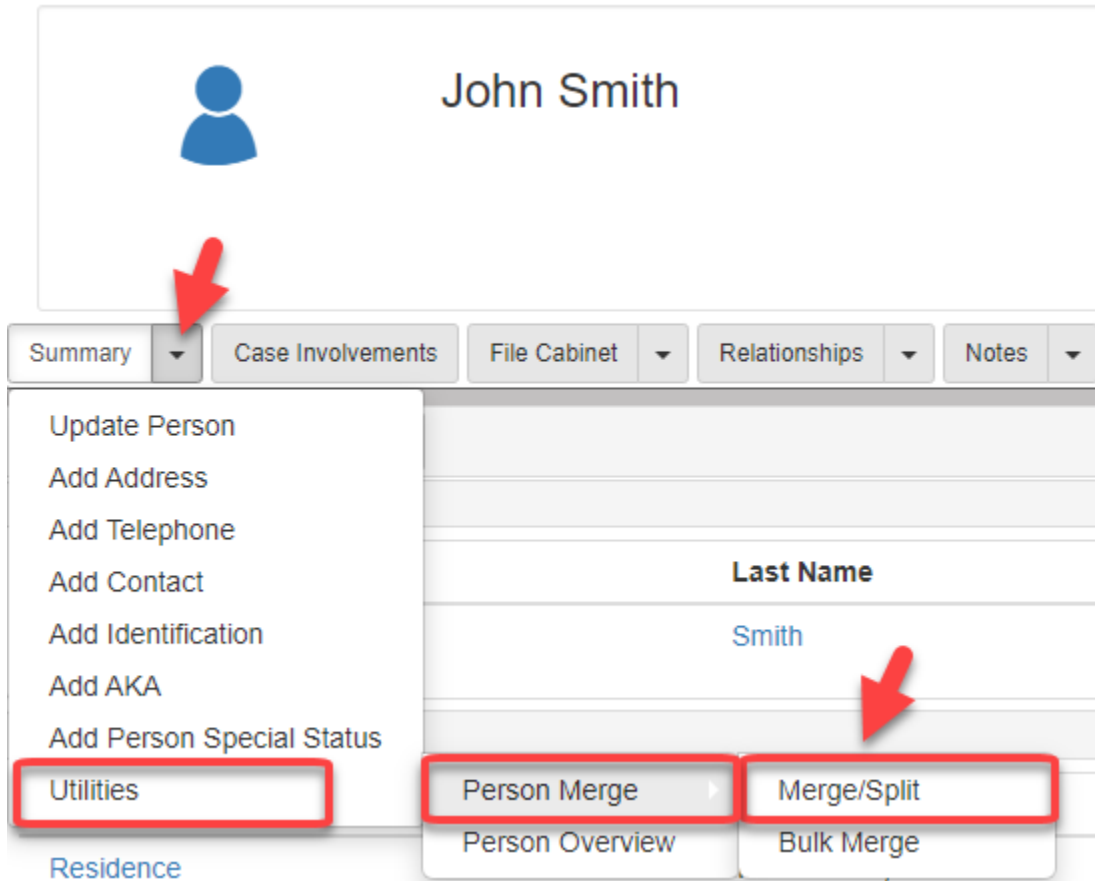 John Smith
Summary Case Involvements File Cabinet Relationships Notes
Update Person
Add Address
Add Telephone
Add Contact Last Name
Add Identification Smith
Add AKA
Add Person Special Status
Utilities Person Merge Merge/Split
Person Overview Bulk Merge
Residence